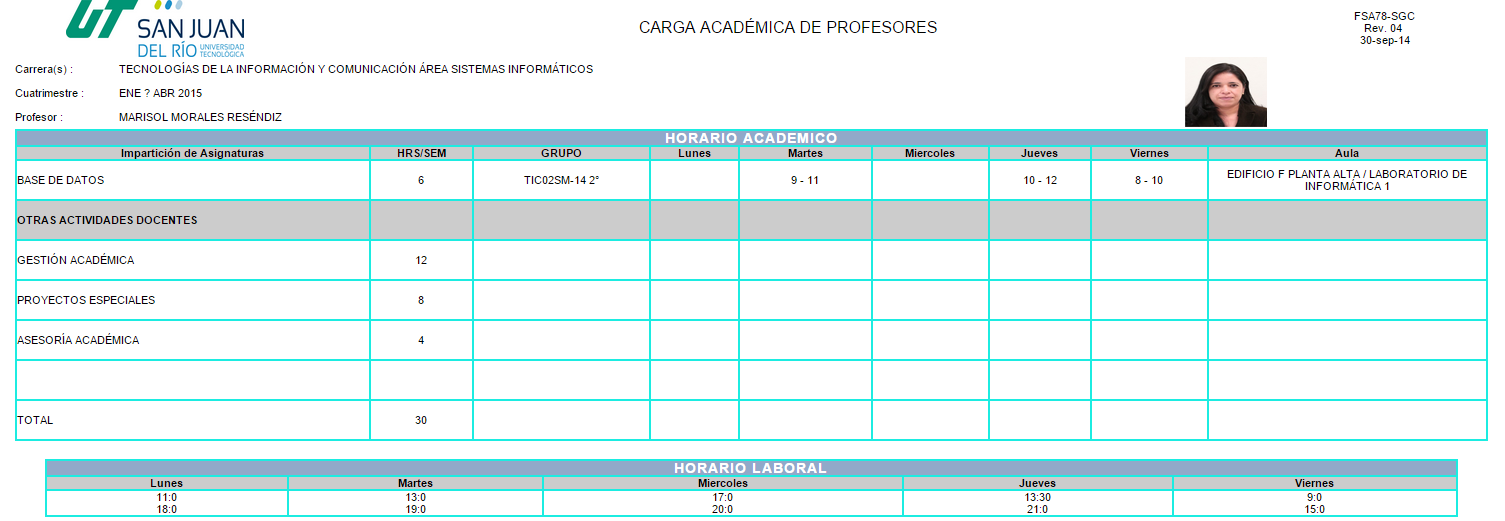 UT
SAN JUAN
DEL RÍO UNIVERSIDAD TECNOLÓGICA
CARGA ACADÉMICA DE PROFESORES
FSA78-SGC
Rev. 04
30-sep-14
Carrera(s) : TECNOLOGÍAS DE LA INFORMACIÓN Y COMUNICACIÓN ÁREA SISTEMAS INFORMÁTICOS
Cuatrimestre : ENE ? ABR 2015
Profesor : MARISOL MORALES RESÉNDIZ
HORARIO ACADEMICO
Impartición de Asignaturas HRS/SEM GRUPO Lunes Martes Miercoles Jueves Viernes Aula
BASE DE DATOS 6 TIC02SM-14 2° 9 - 11 10 - 12 8 - 10 EDIFICIO F PLANTA ALTA / LABORATORIO DE
INFORMÁTICA 1
OTRAS ACTIVIDADES DOCENTES
GESTIÓN ACADÉMICA 12
PROYECTOS ESPECIALES 8
ASESORÍA ACADÉMICA 4
TOTAL 30
HORARIO LABORAL
Lunes Martes Miercoles Jueves Viernes
11:0 13:0 17:0 13:30 9:0
18:0 19:0 20:0 21:0 15:0